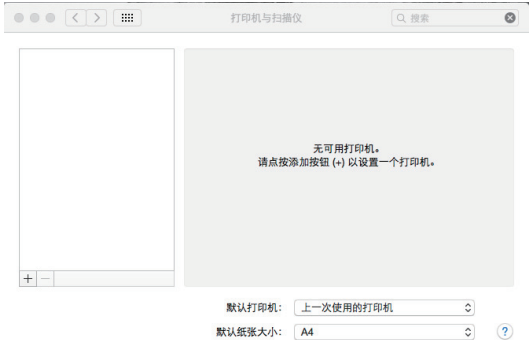 打印机与扫描仪
搜索
无可用打印机。
请点按添加按钮 (+) 以设置一个打印机。
+ −
默认打印机： 上一次使用的打印机
默认纸张大小： A4
?